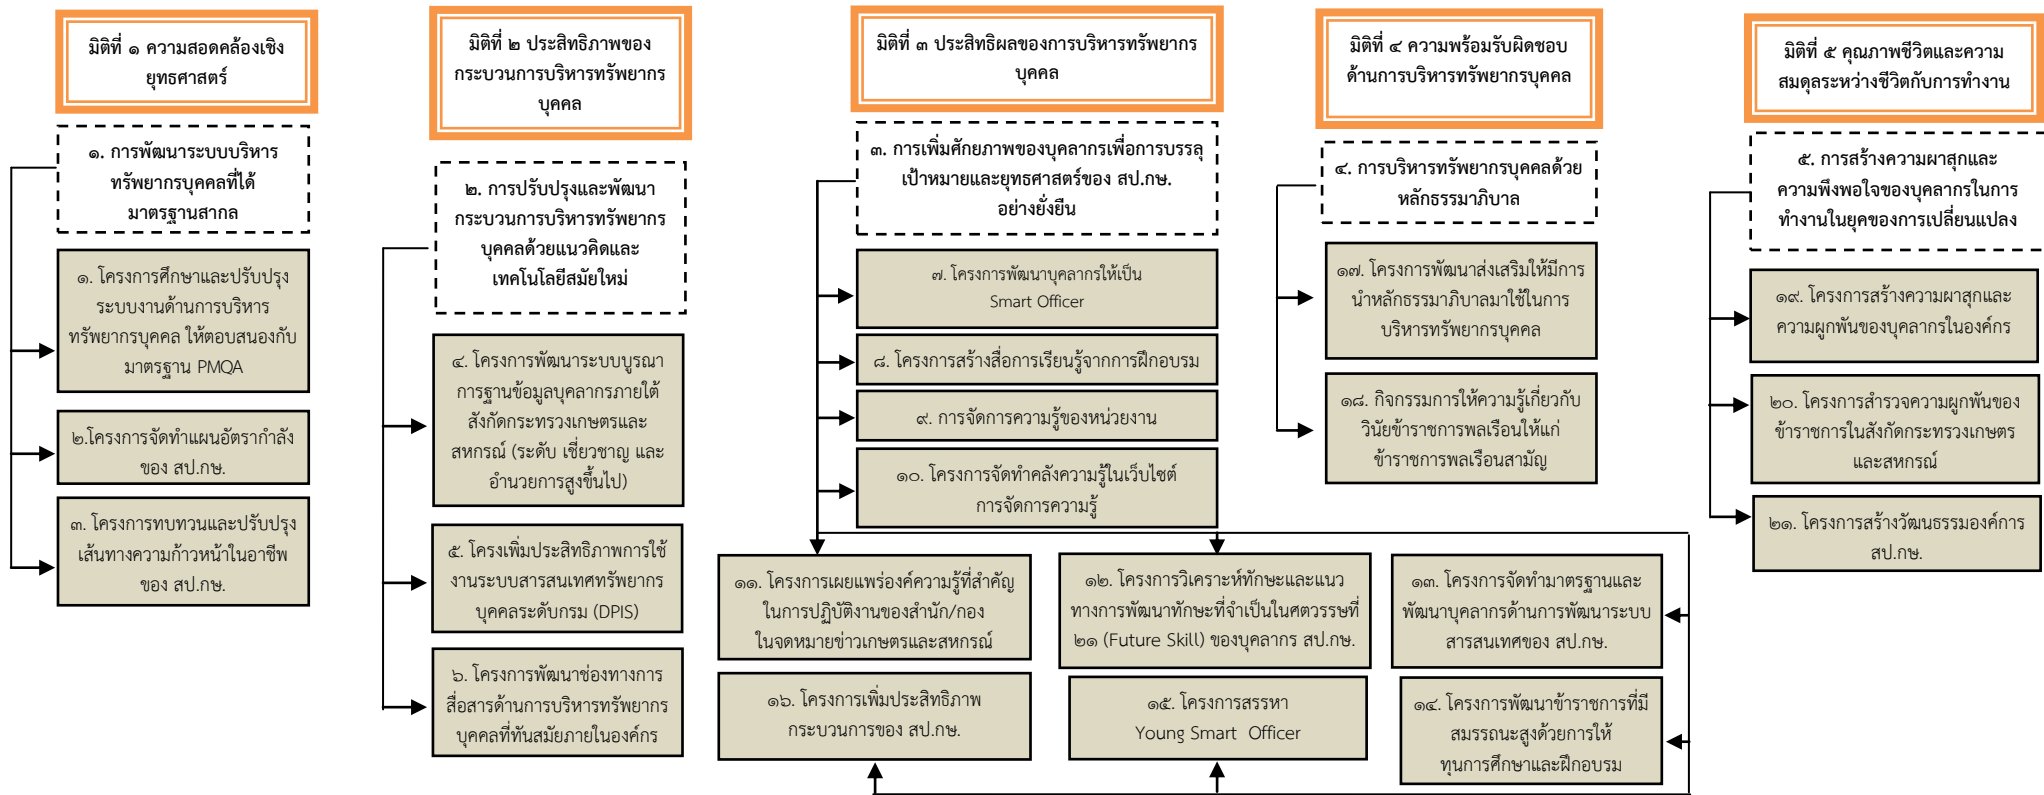 มิติที่ ๑ ความสอดคล้องเชิง
ยุทธศาสตร์
๑. การพัฒนาระบบบริหาร
ทรัพยากรบุคคลที่ได้
มาตรฐานสากล
๑. โครงการศึกษาและปรับปรุง
ระบบงานด้านการบริหาร
ทรัพยากรบุคคล ให้ตอบสนองกับ
มาตรฐาน PMQA
๒.โครงการจัดทำแผนอัตรากำลัง
ของ สป.กษ.
๓. โครงการทบทวนและปรับปรุง
เส้นทางความก้าวหน้าในอาชีพ
ของ สป.กษ.
มิติที่ ๒ ประสิทธิภาพของ
กระบวนการบริหารทรัพยากร
บุคคล
๒. การปรับปรุงและพัฒนา
กระบวนการบริหารทรัพยากร
บุคคลด้วยแนวคิดและ
เทคโนโลยีสมัยใหม่
๔. โครงการพัฒนาระบบบูรณา
การฐานข้อมูลบุคลากรภายใต้
สังกัดกระทรวงเกษตรและ
สหกรณ์ (ระดับ เชี่ยวชาญ และ
อำนวยการสูงขึ้นไป)
๕. โครงเพิ่มประสิทธิภาพการใช้
งานระบบสารสนเทศทรัพยากร
บุคคลระดับกรม (DPIS)
๖. โครงการพัฒนาช่องทางการ
สื่อสารด้านการบริหารทรัพยากร
บุคคลที่ทันสมัยภายในองค์กร
มิติที่ ๓ ประสิทธิผลของการบริหารทรัพยากร
บุคคล
๓. การเพิ่มศักยภาพของบุคลากรเพื่อการบรรลุ
เป้าหมายและยุทธศาสตร์ของ สป.กษ.
อย่างยั่งยืน
๗. โครงการพัฒนาบุคลากรให้เป็น
Smart Officer
๘. โครงการสร้างสื่อการเรียนรู้จากการฝึกอบรม
๙. การจัดการความรู้ของหน่วยงาน
๑๐. โครงการจัดทำคลังความรู้ในเว็บไซต์
การจัดการความรู้
๑๑. โครงการเผยแพร่องค์ความรู้ที่สำคัญ
ในการปฏิบัติงานของสำนัก/กอง
ในจดหมายข่าวเกษตรและสหกรณ์
๑๒. โครงการวิเคราะห์ทักษะและแนว
ทางการพัฒนาทักษะที่จำเป็นในศตวรรษที่
๒๑ (Future Skill) ของบุคลากร สป.กษ.
๑๓. โครงการจัดทำมาตรฐานและ
พัฒนาบุคลากรด้านการพัฒนาระบบ
สารสนเทศของ สป.กษ.
๑๖. โครงการเพิ่มประสิทธิภาพ
กระบวนการของ สป.กษ.
๑๕. โครงการสรรหา
Young Smart Officer
๑๔. โครงการพัฒนาข้าราชการที่มี
สมรรถนะสูงด้วยการให้
ทุนการศึกษาและฝึกอบรม
มิติที่ ๔ ความพร้อมรับผิดชอบ
ด้านการบริหารทรัพยากรบุคคล
๔. การบริหารทรัพยากรบุคคลด้วย
หลักธรรมาภิบาล
๑๗. โครงการพัฒนาส่งเสริมให้มีการ
นำหลักธรรมาภิบาลมาใช้ในการ
บริหารทรัพยากรบุคคล
๑๘. กิจกรรมการให้ความรู้เกี่ยวกับ
วินัยข้าราชการพลเรือนให้แก่
ข้าราชการพลเรือนสามัญ
มิติที่ ๕ คุณภาพชีวิตและความ
สมดุลระหว่างชีวิตกับการทำงาน
๕. การสร้างความผาสุกและ
ความพึงพอใจของบุคลากรในการ
ทำงานในยุคของการเปลี่ยนแปลง
๑๙. โครงการสร้างความผาสุกและ
ความผูกพันของบุคลากรในองค์กร
๒๐. โครงการสำรวจความผูกพันของ
ข้าราชการในสังกัดกระทรวงเกษตร
และสหกรณ์
๒๑. โครงการสร้างวัฒนธรรมองค์การ
สป.กษ.